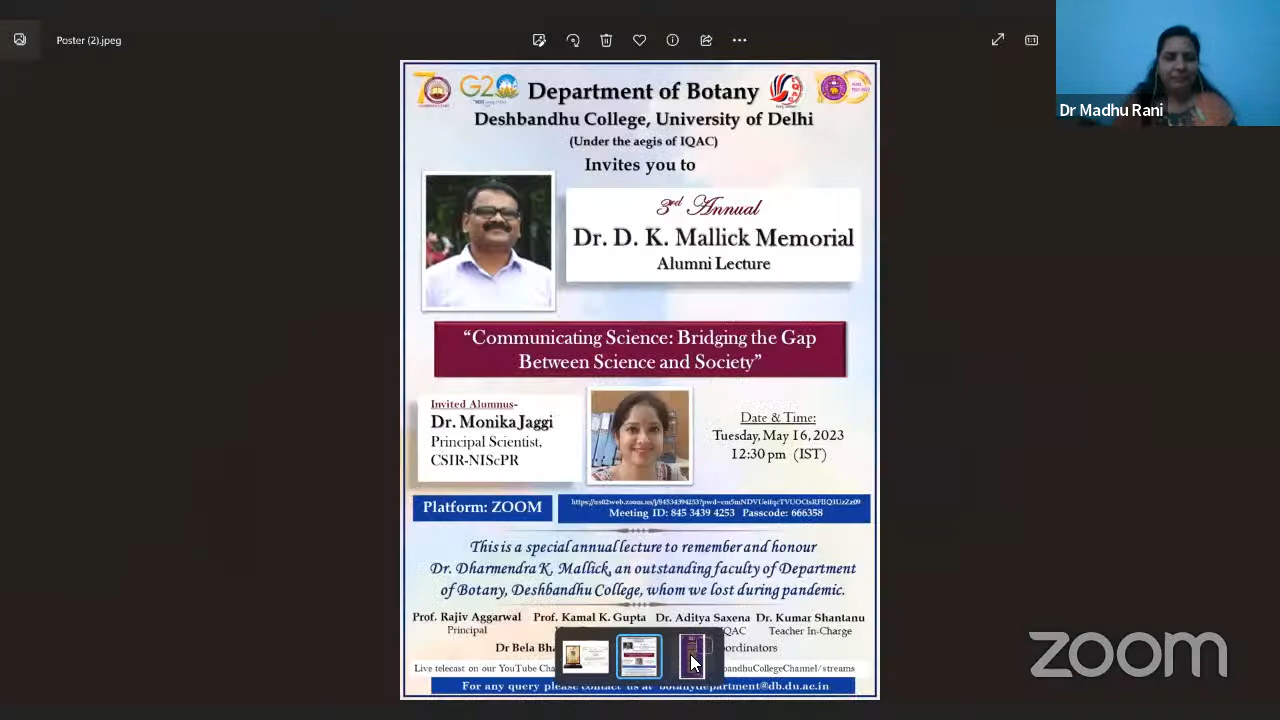 Poster (2).jpeg
Dr Madhu Rani
Department of Botany
Deshbandhu College, University of Delhi
(Under the aegis of IQAC)
Invites you to
3rd Annual
Dr. D. K. Mallick Memorial
Alumni Lecture
“Communicating Science: Bridging the Gap
Between Science and Society”
Invited Alumnus-
Dr. Monika Jaggi
Principal Scientist,
CSIR-NIScPR
Date & Time:
Tuesday, May 16, 2023
12:30 pm (IST)
Platform: ZOOM
Meeting ID: 845 3439 4253 Passcode: 666358
This is a special annual lecture to remember and honour
Dr. Dharmendra K. Mallick, an outstanding faculty of Department
of Botany, Deshbandhu College, whom we lost during pandemic.
Prof. Rajiv Aggarwal Prof. Kamal K. Gupta Dr. Aditya Saxena Dr. Kumar Shantanu
Principal IQAC Teacher In-Charge
Dr Bela
Live telecast on our YouTube
For any query please contact us at botanydepartment@db.du.ac.in
zoom